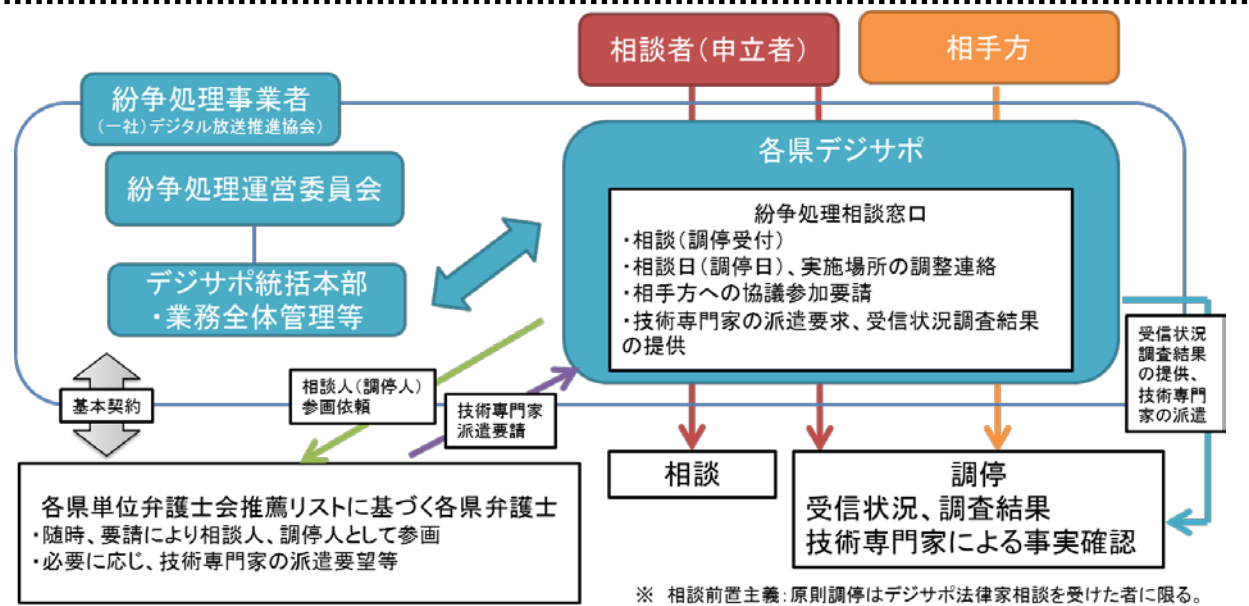 相談者(申立者)
相手方
紛争処理事業者
(一社)デジタル放送推進協会)
紛争処理運営委員会
デジサポ統括本部
・業務全体管理等
各県デジサポ
紛争処理相談窓口
・相談(調停受付)
・相談日(調停日)、実施場所の調整連絡
・相手方への協議参加要請
・技術専門家の派遣要求、受信状況調査結果
の提供
受信状況
調査結果
の提供、
技術専門
家の派遣
基本契約
相談人(調停人)
参画依頼
技術専門家
派遣要請
各県単位弁護士会推薦リストに基づく各県弁護士
・随時、要請により相談人、調停人として参画
・必要に応じ、技術専門家の派遣要望等
相談
調停
受信状況、調査結果
技術専門家による事実確認
※ 相談前置主義:原則調停はデジサポ法律家相談を受けた者に限る。